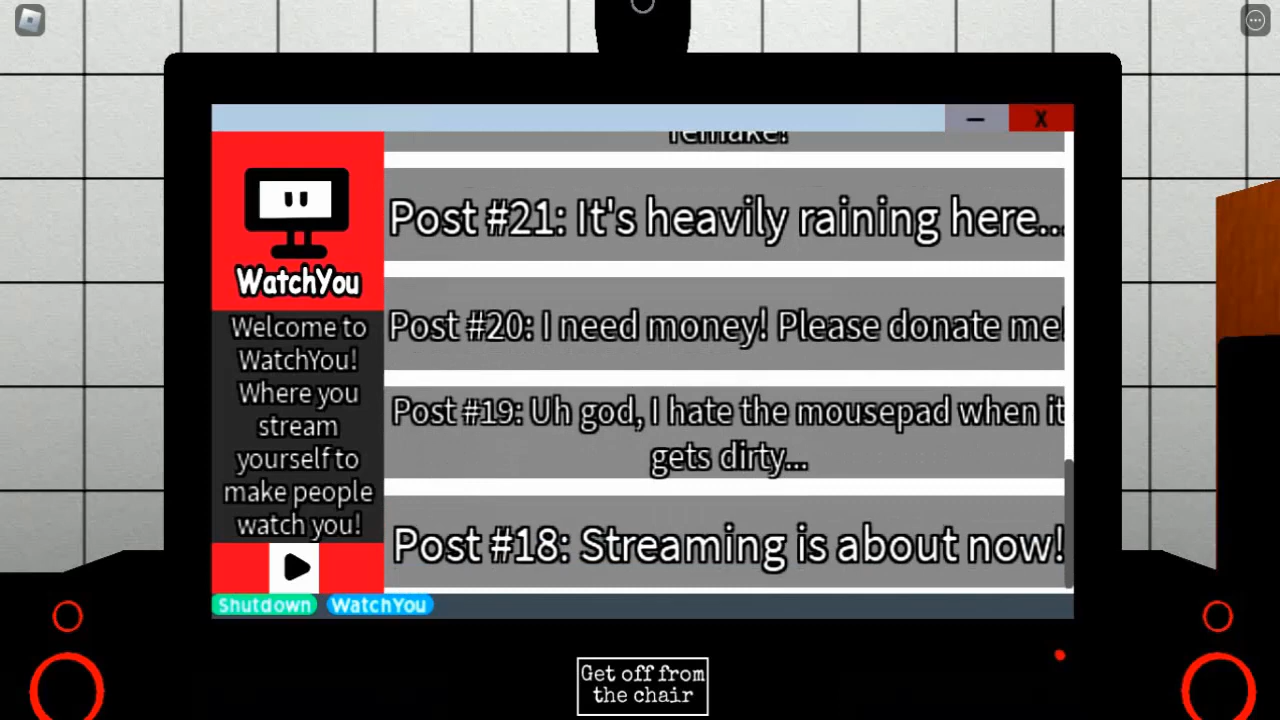 X
remake!
Post #21: It's heavily raining here...
Post #20: I need money! Please donate me!
Post #19: Uh god, I hate the mousepad when it
gets dirty...
Post #18: Streaming is about now!
WatchYou
Welcome to
WatchYou!
Where you
stream
yourself to
make people
watch you!
Shutdown
WatchYou
Get off from
the chair